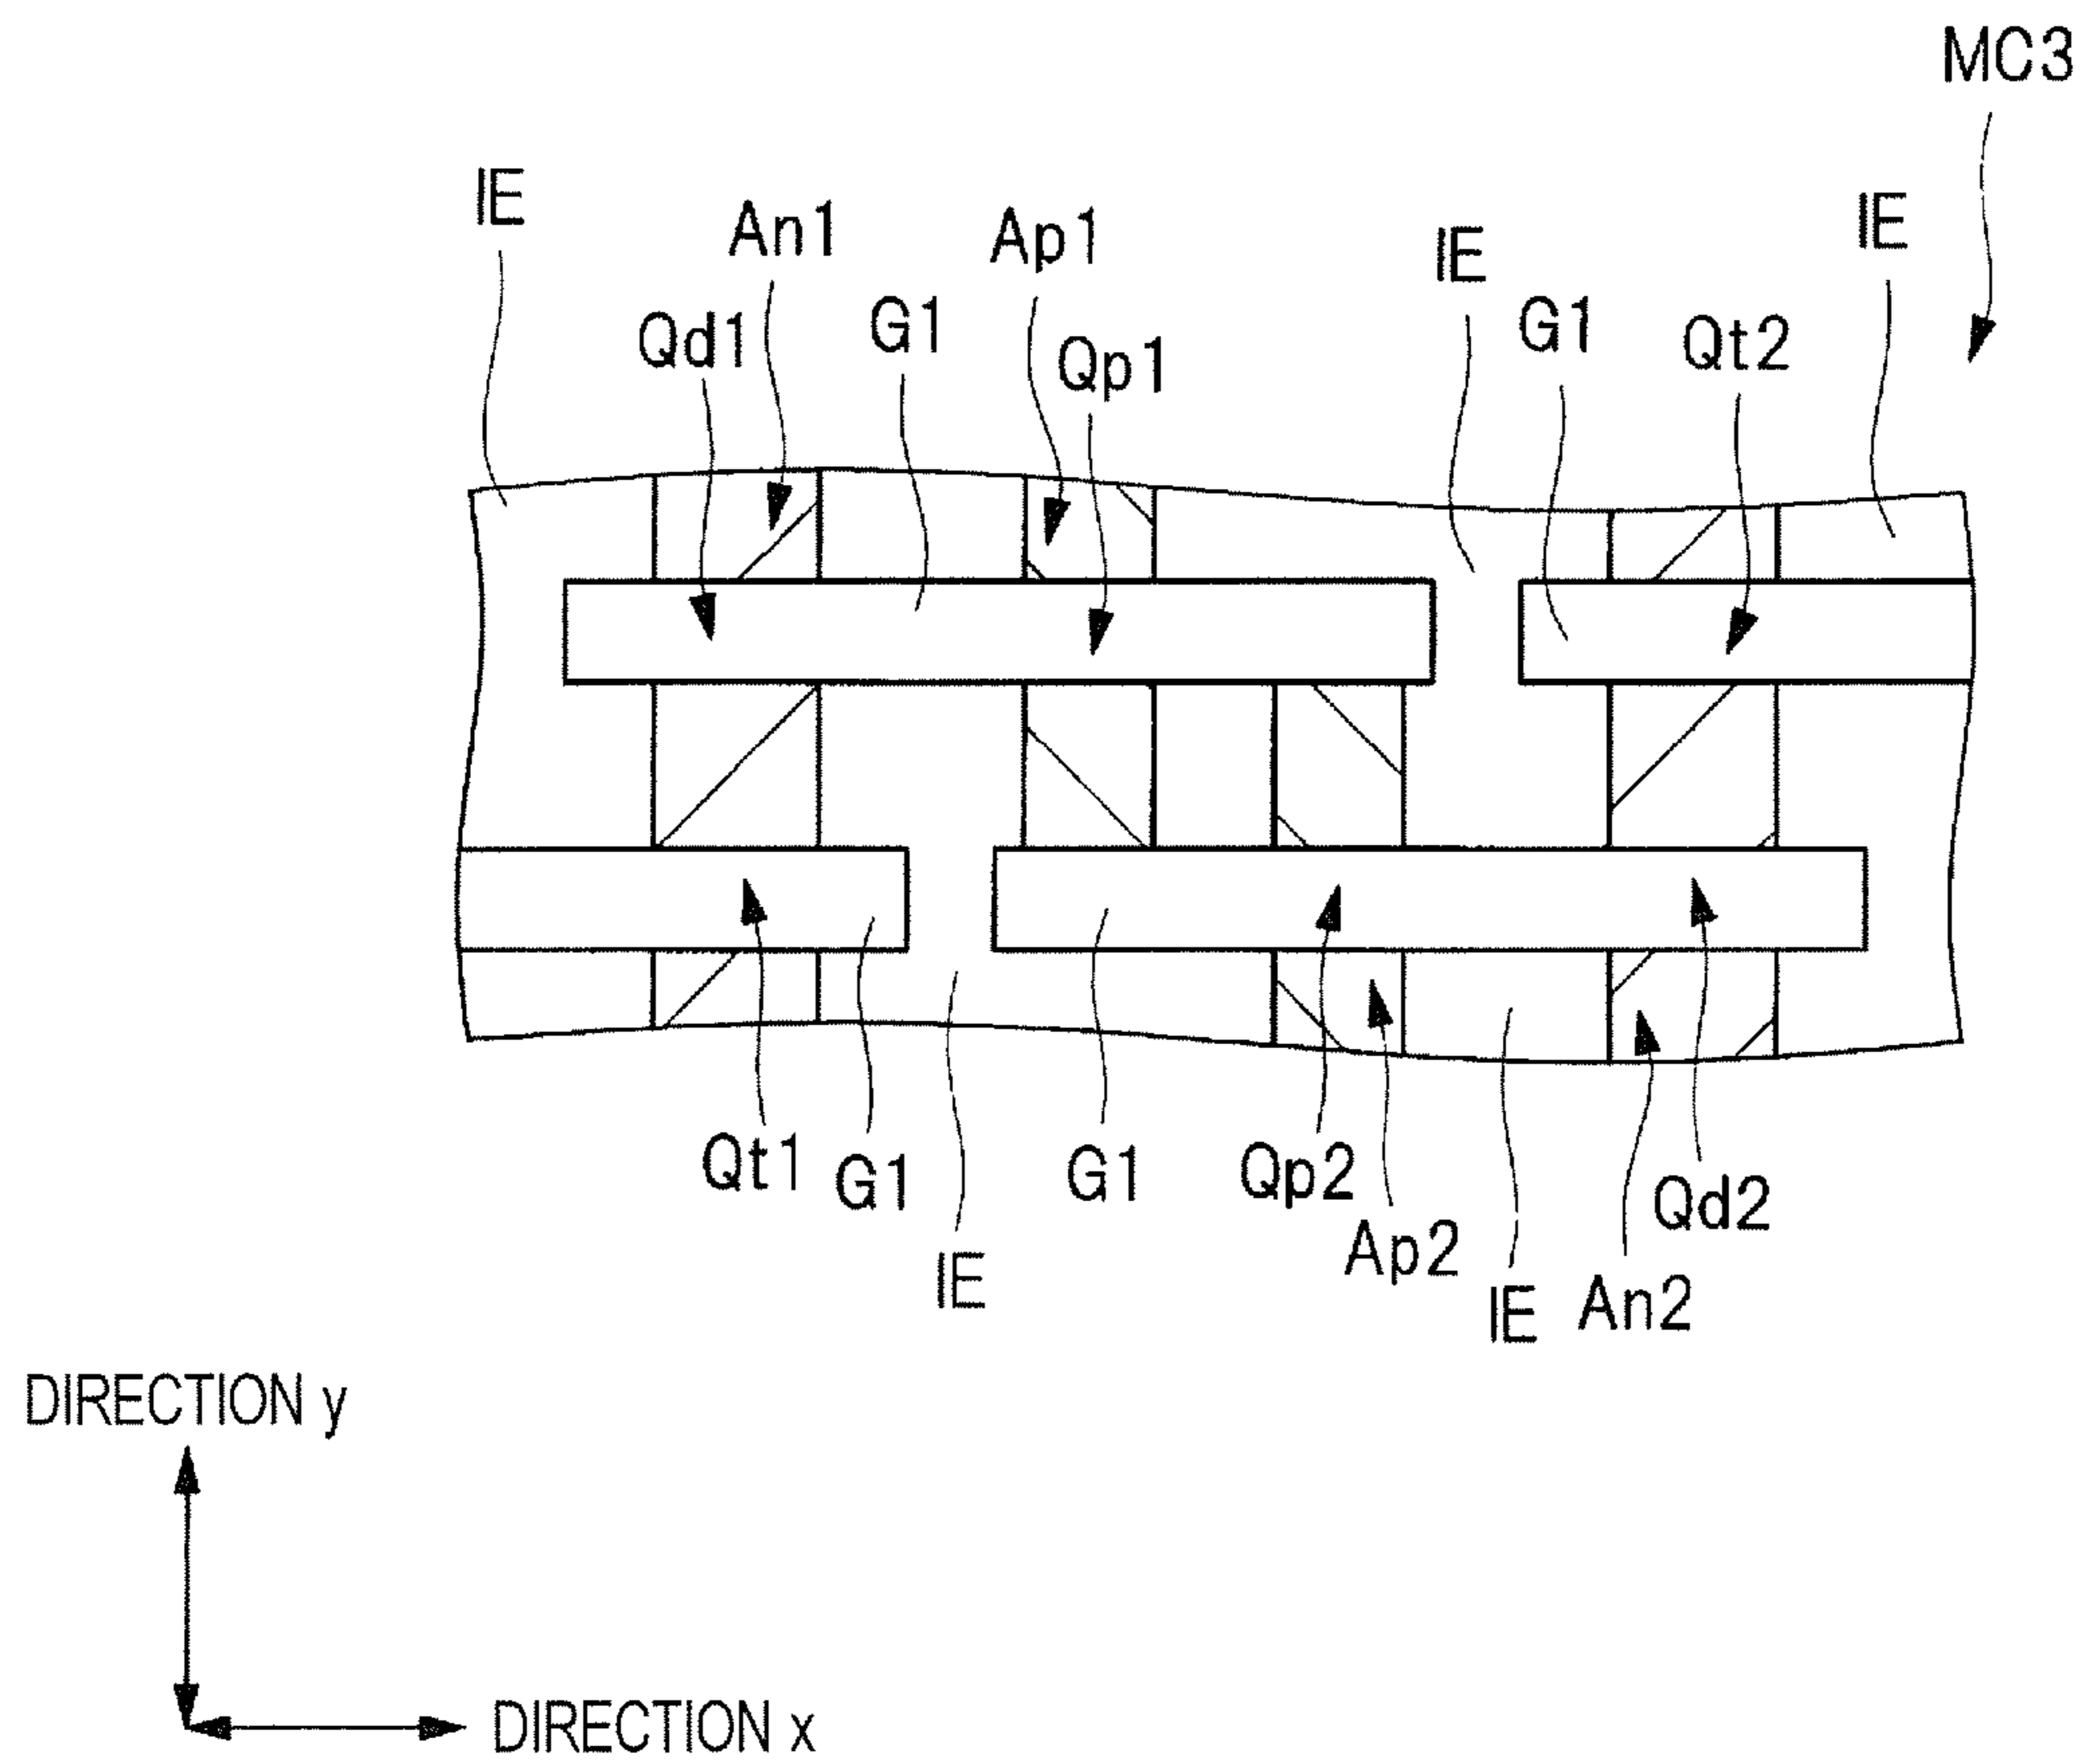 MC3
IE
An1
Ap1
IE
IE
Qd1
G1
Qp1
G1
Qt2
Qt1
G1
G1
Qp2
Qd2
IE
Ap2
IE
An2
DIRECTION y
DIRECTION x